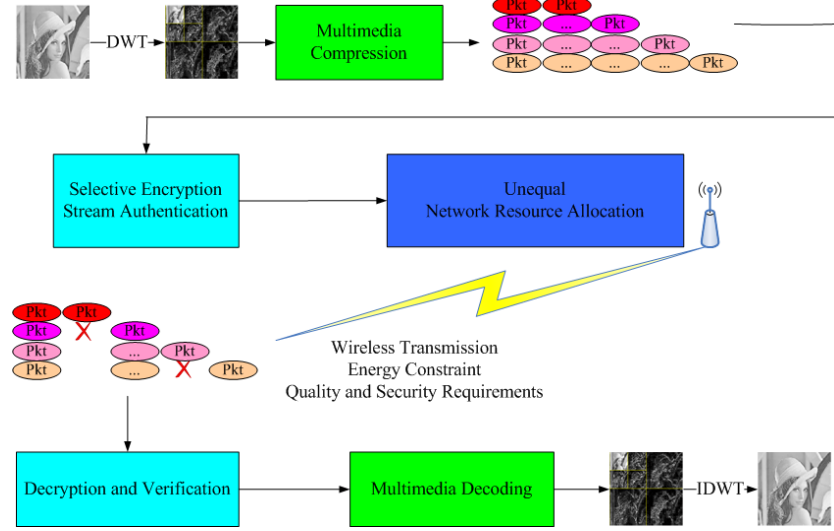 Pkt Pkt
DWT
Multimedia
Compression
Pkt ... Pkt
Pkt ... ... Pkt
Pkt ... ... ... Pkt
Selective Encryption
Stream Authentication
Unequal
Network Resource Allocation
Pkt Pkt
Pkt X Pkt
Pkt ... Pkt
Pkt ... X Pkt
Wireless Transmission
Energy Constraint
Quality and Security Requirements
Decryption and Verification
Multimedia Decoding
IDWT